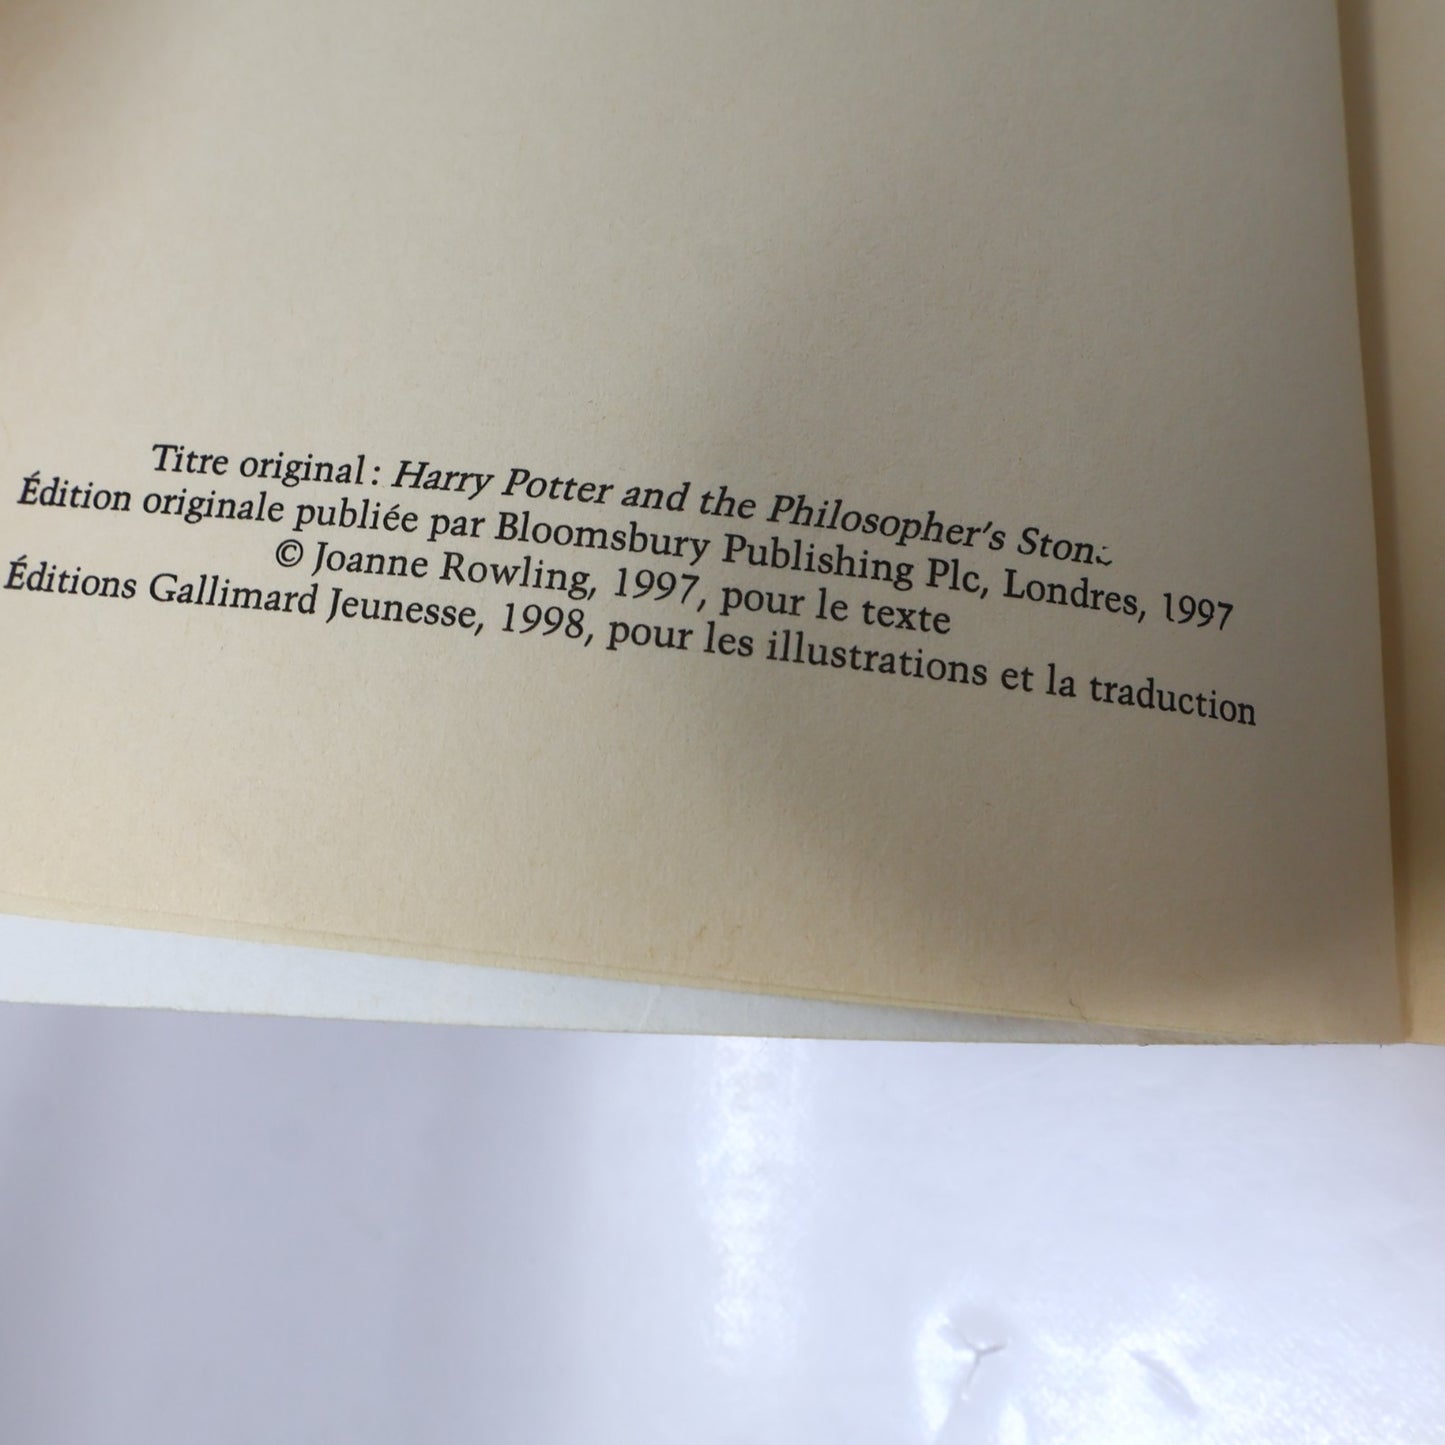 Titre original : Harry Potter and the Philosopher's Stone
Édition originale publiée par Bloomsbury Publishing Plc, Londres, 1997
© Joanne Rowling, 1997, pour le texte
Éditions Gallimard Jeunesse, 1998, pour les illustrations et la traduction